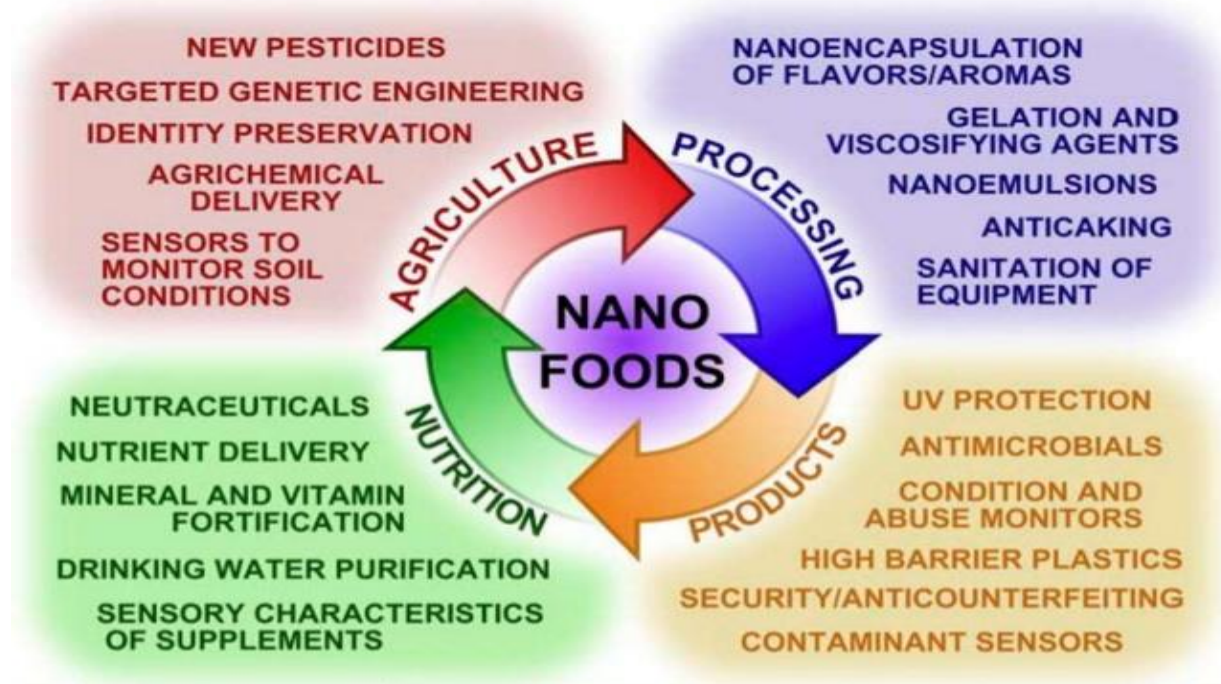 NEW PESTICIDES
TARGETED GENETIC ENGINEERING
IDENTITY PRESERVATION
AGRICHEMICAL
DELIVERY
SENSORS TO
MONITOR SOIL
CONDITIONS
AGRICULTURE
PROCESSING
NANOENCAPSULATION
OF FLAVORS/AROMAS
GELATION AND
VISCOSIFYING AGENTS
NANOEMULSIONS
ANTICAKING
SANITATION OF
EQUIPMENT
NANO
FOODS
NEUTRACEUTICALS
NUTRIENT DELIVERY
MINERAL AND VITAMIN
FORTIFICATION
DRINKING WATER PURIFICATION
SENSORY CHARACTERISTICS
OF SUPPLEMENTS
NUTRITION
PRODUCTS
UV PROTECTION
ANTIMICROBIALS
CONDITION AND
ABUSE MONITORS
HIGH BARRIER PLASTICS
SECURITY/ANTICOUNTERFEITING
CONTAMINANT SENSORS